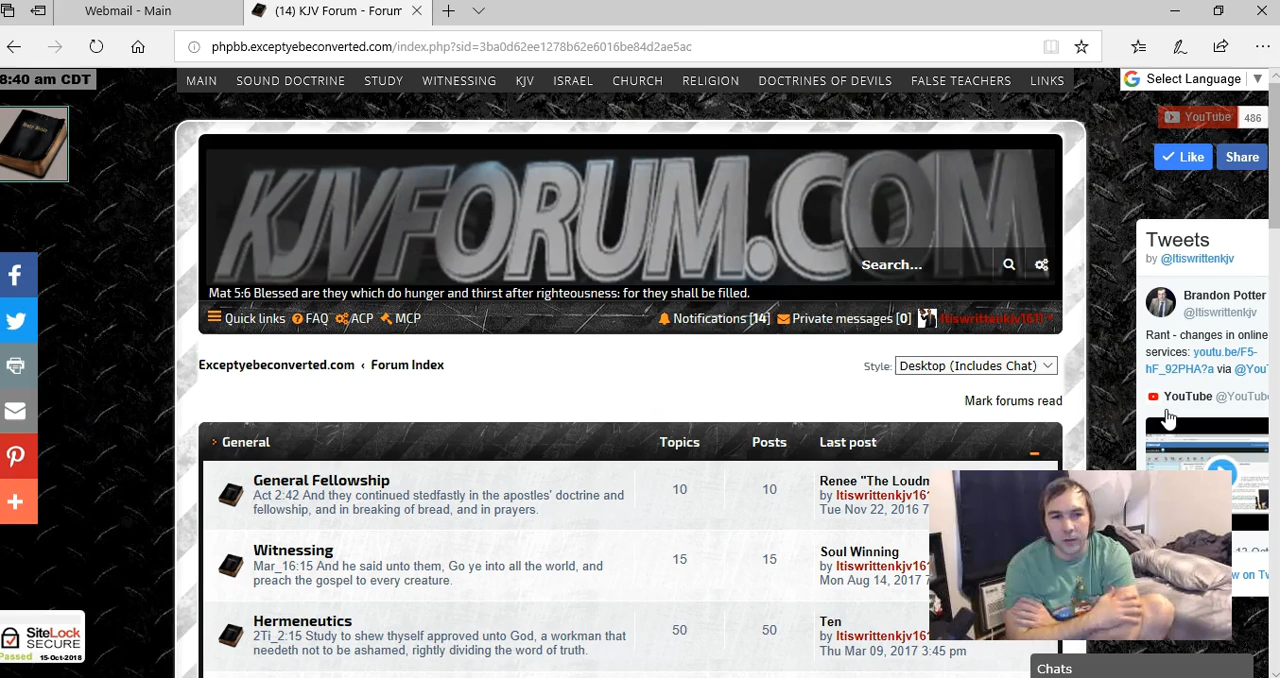 Webmail - Main
(14) KJV Forum - Forum
phpbb.exceptyebeconverted.com/index.php?sid=3ba0d62ee1278b62e6016be84d2ae5ac
8:40 am CDT
MAIN SOUND DOCTRINE STUDY WITNESSING KJV ISRAEL CHURCH RELIGION DOCTRINES OF DEVILS FALSE TEACHERS LINKS
Select Language
YouTube 486
Like Share
KJVFORUM.COM
Search...
Mat 5:6 Blessed are they which do hunger and thirst after righteousness: for they shall be filled.
Quick links FAQ ACP MCP Notifications [14] Private messages [0] Itiswrittenkjv1611
Exceptyebeconverted.com ‹ Forum Index
Style: Desktop (Includes Chat)
Mark forums read
General Topics Posts Last post
General Fellowship 10 10 Renee "The Loudm
Act 2:42 And they continued stedfastly in the apostles' doctrine and by Itiswrittenkjv16
fellowship, and in breaking of bread, and in prayers. Tue Nov 22, 2016 7
Witnessing 15 15 Soul Winning
Mar_16:15 And he said unto them, Go ye into all the world, and by Itiswrittenkjv16
preach the gospel to every creature. Mon Aug 14, 2017
Hermeneutics 50 50 Ten
2Ti_2:15 Study to shew thyself approved unto God, a workman that by Itiswrittenkjv16
needeth not to be ashamed, rightly dividing the word of truth. Thu Mar 09, 2017 3:45 pm
Tweets
by @Itiswrittenkjv
Brandon Potter
@Itiswrittenkjv
Rant - changes in online
services: youtu.be/F5-
hF_92PHA?a via @You
YouTube @YouTube
SiteLock
SECURE
Passed 15-Oct-2018
Chats